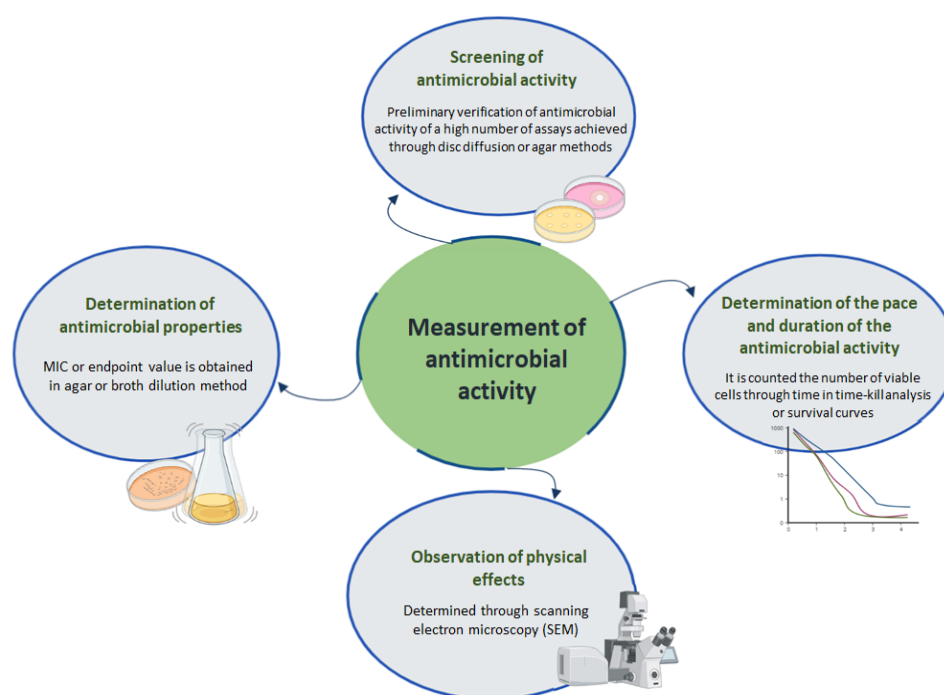 Screening of
antimicrobial activity
Preliminary verification of antimicrobial
activity of a high number of assays achieved
through disc diffusion or agar methods
Determination of
antimicrobial properties
MIC or endpoint value is obtained
in agar or broth dilution method
Measurement of
antimicrobial
activity
Determination of the pace
and duration of the
antimicrobial activity
It is counted the number of viable
cells through time in time-kill analysis
or survival curves
1000
100
10
1
0
0 1 2 3 4
Observation of physical
effects
Determined through scanning
electron microscopy (SEM)